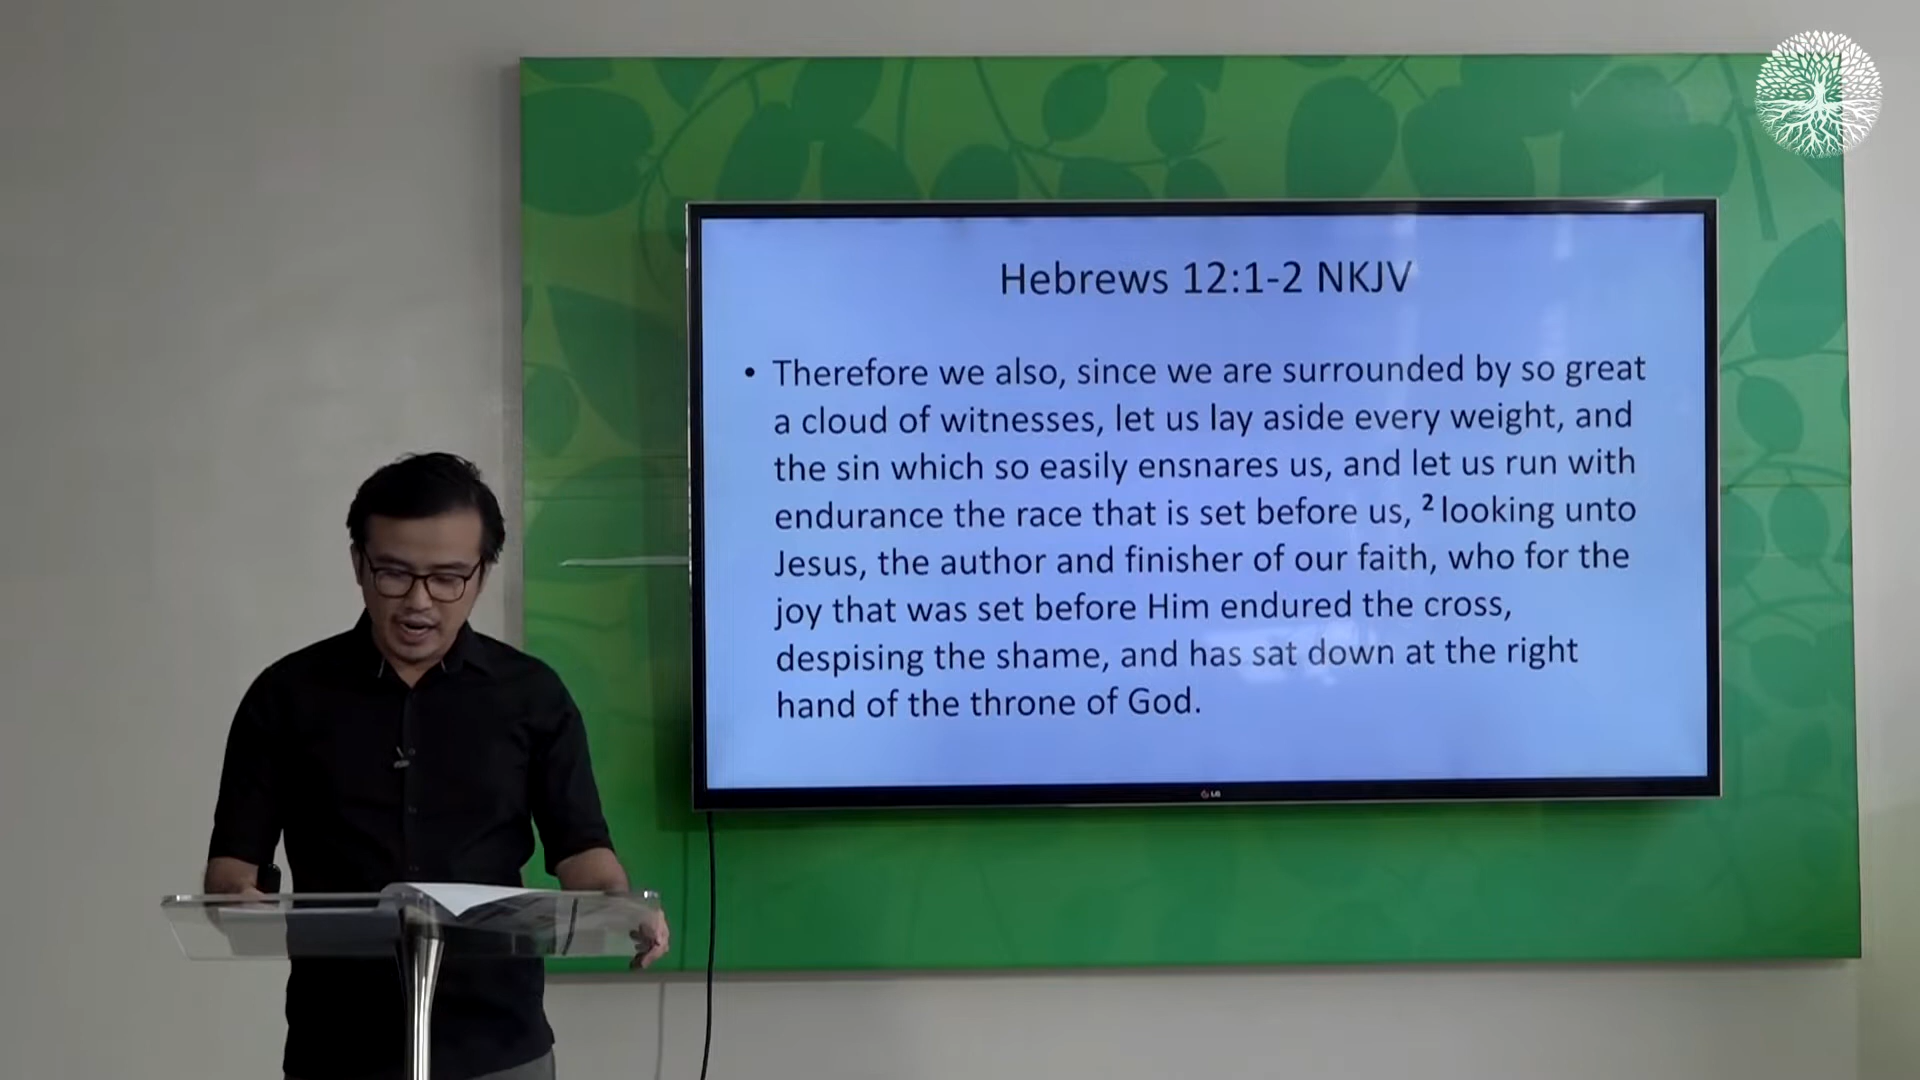 Hebrews 12:1-2 NKJV
• Therefore we also, since we are surrounded by so great
a cloud of witnesses, let us lay aside every weight, and
the sin which so easily ensnares us, and let us run with
endurance the race that is set before us, ² looking unto
Jesus, the author and finisher of our faith, who for the
joy that was set before Him endured the cross,
despising the shame, and has sat down at the right
hand of the throne of God.
LG